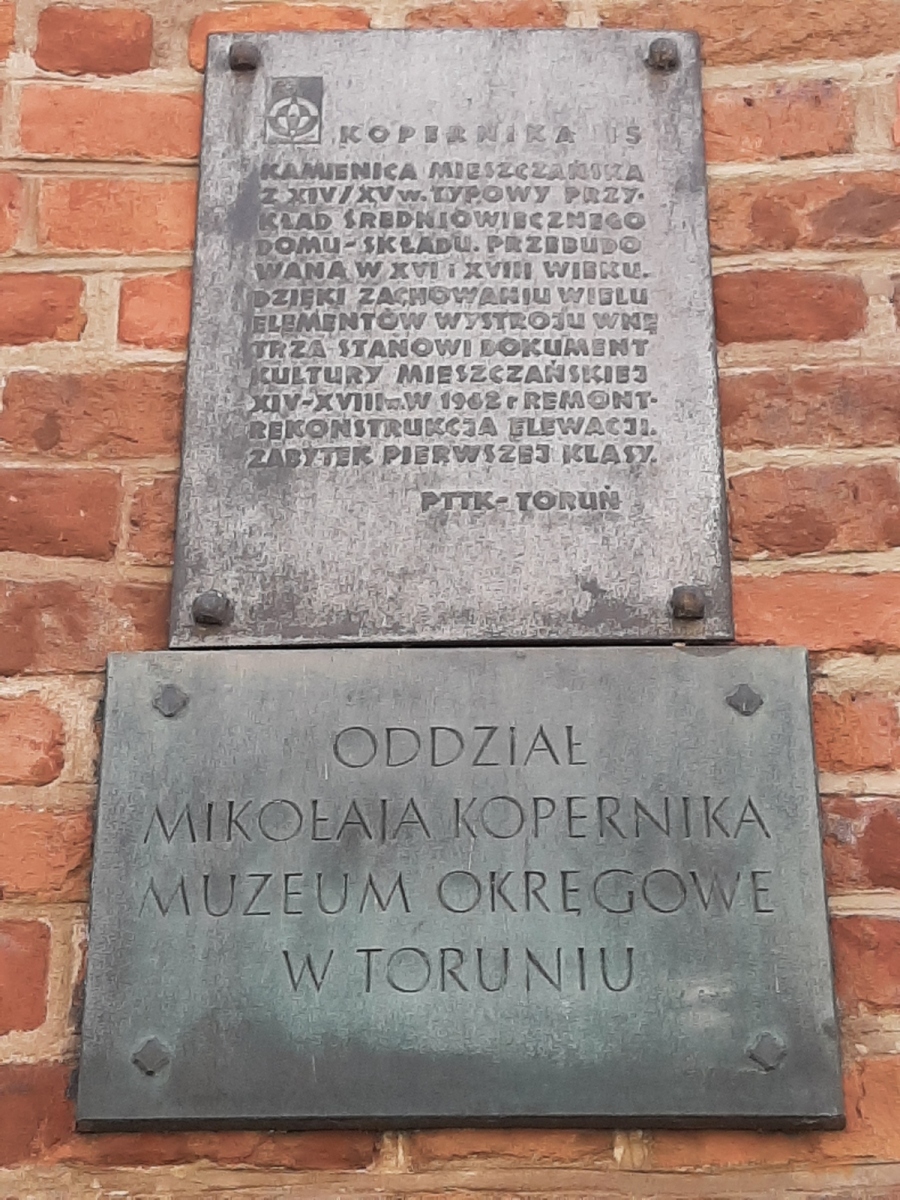 KOPERNIKA 15
KAMIENICA MIESZCZAŃSKA
Z XIV/XV w. TYPOWY PRZY-
KŁAD ŚREDNIOWIECZNEGO
DOMU-SKŁADU. PRZEBUDO
WANA W XVI i XVIII WIEKU.
DZIĘKI ZACHOWANIU WIELU
ELEMENTÓW WYSTROJU WNĘ
TRZA STANOWI DOKUMENT
KULTURY MIESZCZAŃSKIEJ
XIV-XVIII w. W 1962 r REMONT-
REKONSTRUKCJA ELEWACJI.
ZABYTEK PIERWSZEJ KLASY.
PTTK-TORUŃ
ODDZIAŁ
MIKOŁAJA KOPERNIKA
MUZEUM OKRĘGOWE
W TORUNIU